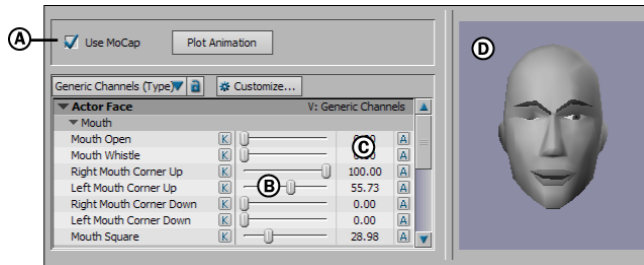 A
Use MoCap
Plot Animation
D
Generic Channels (Type)
Customize...
Actor Face V: Generic Channels
Mouth
Mouth Open K A
Mouth Whistle K A
C
Right Mouth Corner Up K 100.00 A
Left Mouth Corner Up K B 55.73 A
Right Mouth Corner Down K 0.00 A
Left Mouth Corner Down K 0.00 A
Mouth Square K 28.98 A